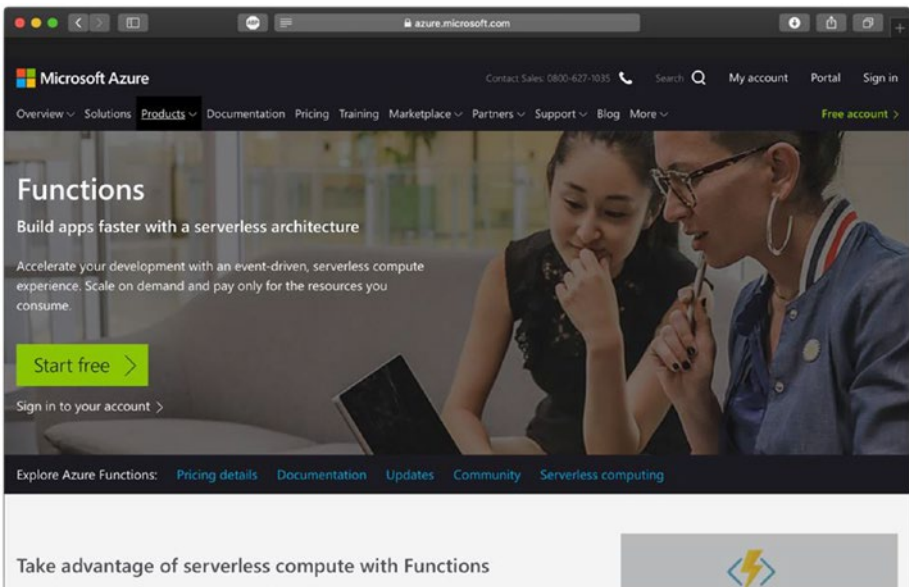 ABP
azure.microsoft.com
Microsoft Azure
Contact Sales: 0800-627-1035
Search
My account
Portal
Sign in
Overview
Solutions
Products
Documentation
Pricing
Training
Marketplace
Partners
Support
Blog
More
Free account >
Functions
Build apps faster with a serverless architecture
Accelerate your development with an event-driven, serverless compute
experience. Scale on demand and pay only for the resources you
consume.
Start free >
Sign in to your account >
Explore Azure Functions: Pricing details Documentation Updates Community Serverless computing
Take advantage of serverless compute with Functions